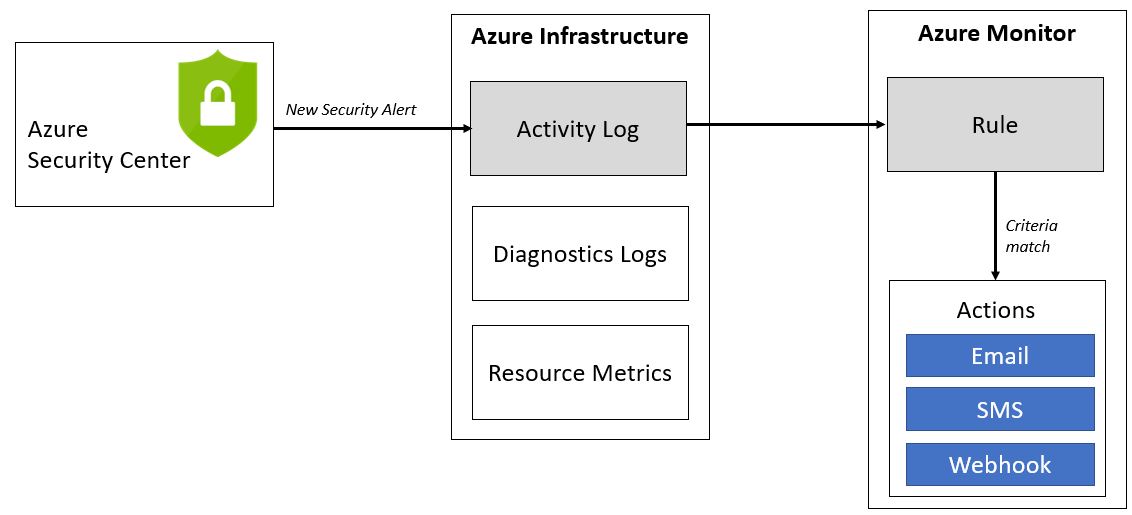 Azure
Security Center
New Security Alert
Azure Infrastructure
Activity Log
Diagnostics Logs
Resource Metrics
Azure Monitor
Rule
Criteria
match
Actions
Email
SMS
Webhook